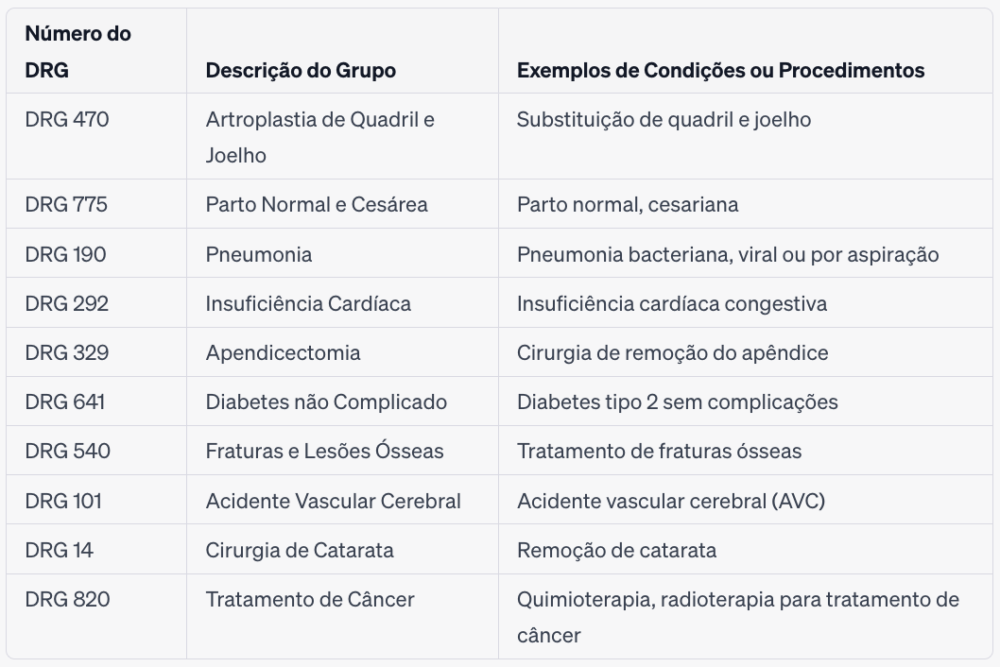 Número do
DRG
Descrição do Grupo
Exemplos de Condições ou Procedimentos
DRG 470
Artroplastia de Quadril e
Joelho
Substituição de quadril e joelho
DRG 775
Parto Normal e Cesárea
Parto normal, cesariana
DRG 190
Pneumonia
Pneumonia bacteriana, viral ou por aspiração
DRG 292
Insuficiência Cardíaca
Insuficiência cardíaca congestiva
DRG 329
Apendicectomia
Cirurgia de remoção do apêndice
DRG 641
Diabetes não Complicado
Diabetes tipo 2 sem complicações
DRG 540
Fraturas e Lesões Ósseas
Tratamento de fraturas ósseas
DRG 101
Acidente Vascular Cerebral
Acidente vascular cerebral (AVC)
DRG 14
Cirurgia de Catarata
Remoção de catarata
DRG 820
Tratamento de Câncer
Quimioterapia, radioterapia para tratamento de
câncer